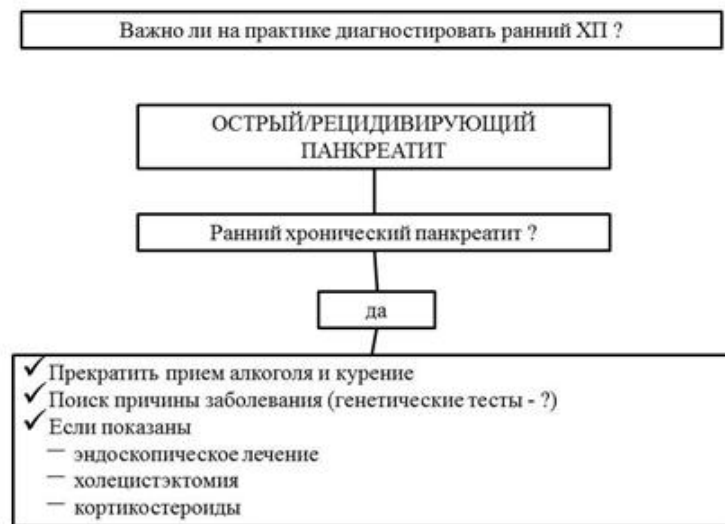 Важно ли на практике диагностировать ранний ХП ?
ОСТРЫЙ/РЕЦИДИВИРУЮЩИЙ
ПАНКРЕАТИТ
Ранний хронический панкреатит ?
да
✓ Прекратить прием алкоголя и курение
✓ Поиск причины заболевания (генетические тесты - ?)
✓ Если показаны
— эндоскопическое лечение
— холецистэктомия
— кортикостероиды